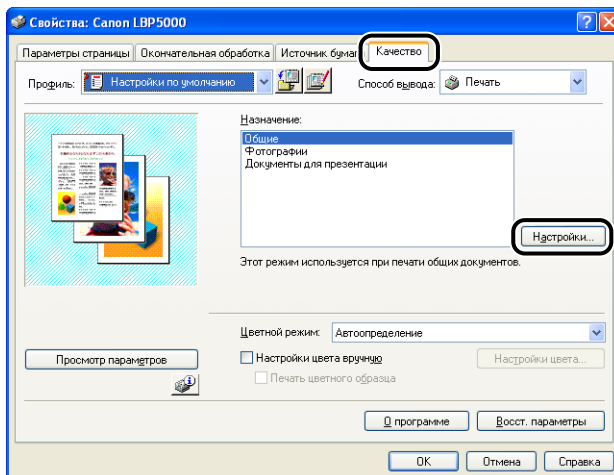 Свойства: Canon LBP5000
Параметры страницы Окончательная обработка Источник бумаги Качество
Профиль: Настройки по умолчанию Способ вывода: Печать
Назначение:
Общие
Фотографии
Документы для презентации
Настройки...
Этот режим используется при печати общих документов.
Цветной режим: Автоопределение
Просмотр параметров Настройки цвета вручную Настройки цвета...
Печать цветного образца
О программе Восст. параметры
OK Отмена Справка